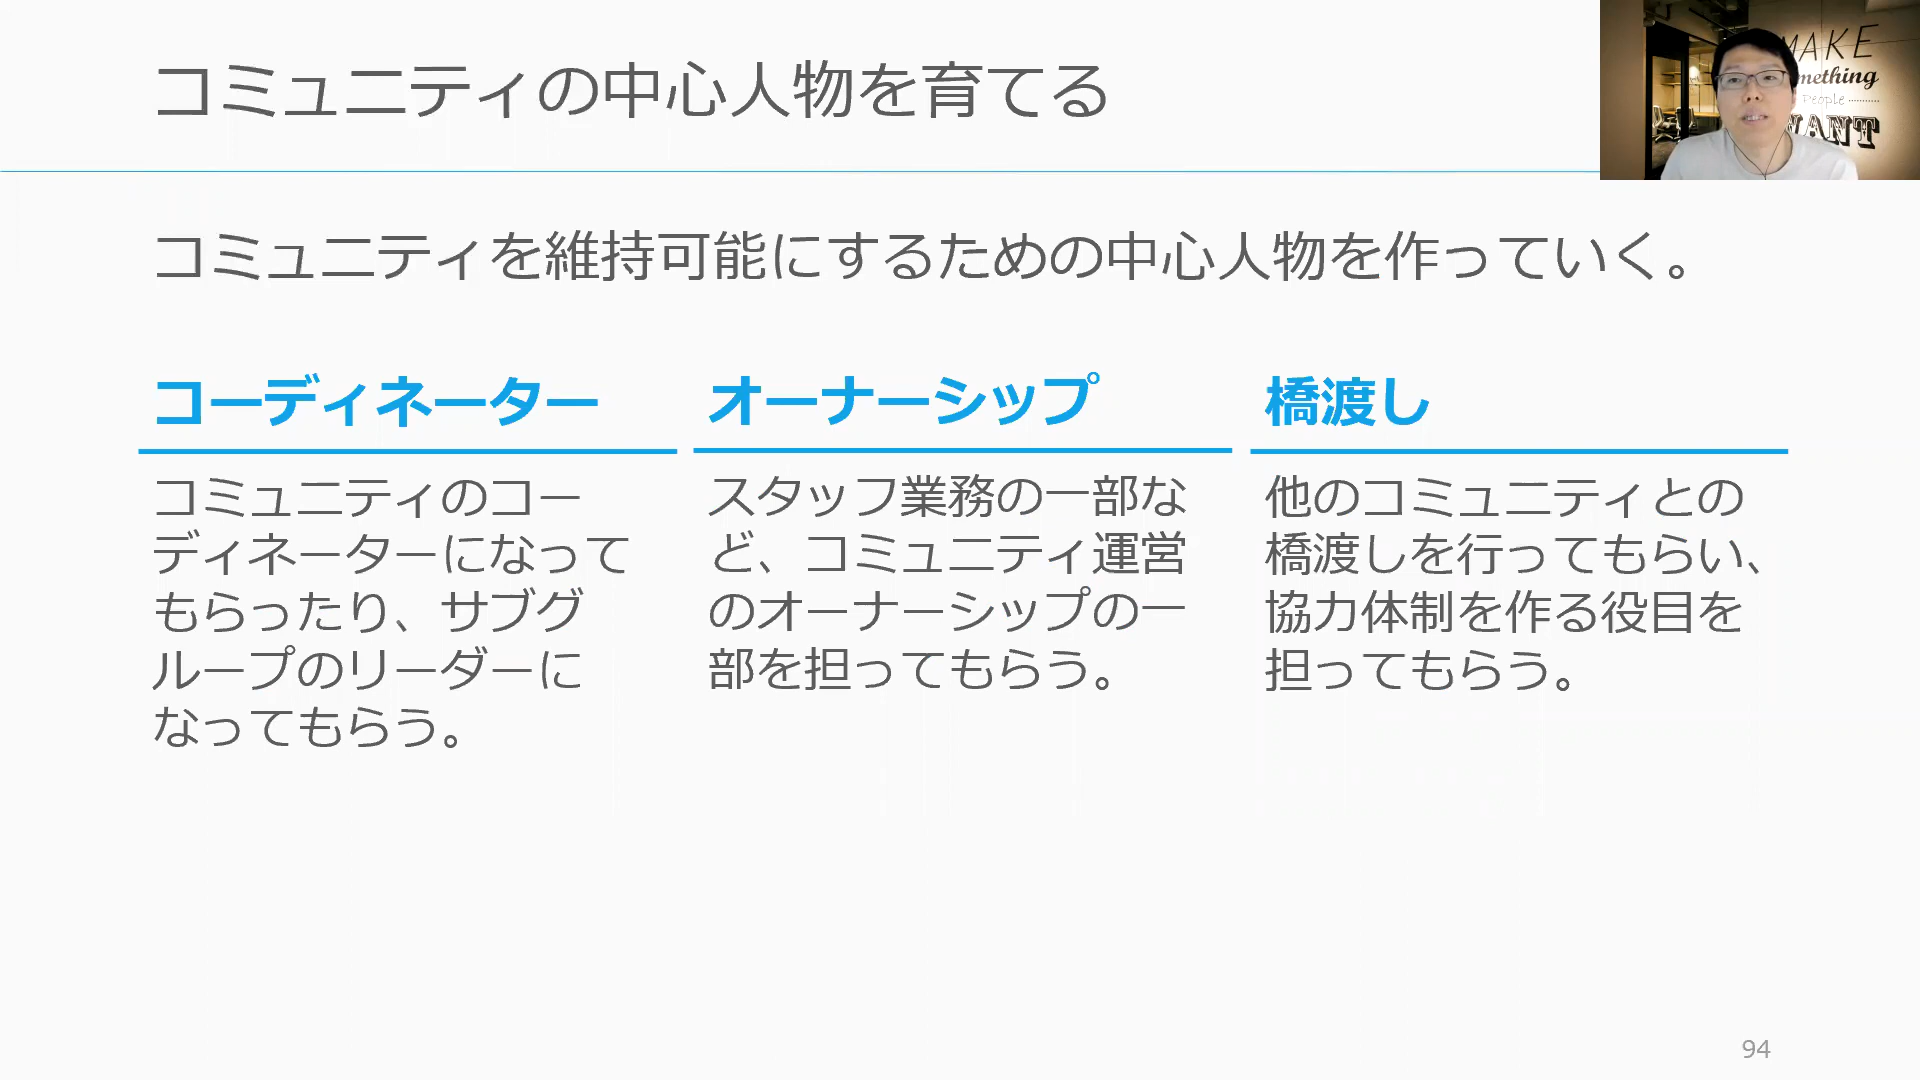 コミュニティの中心人物を育てる
MAKE
mething
People
WANT
コミュニティを維持可能にするための中心人物を作っていく。
コーディネーター
コミュニティのコー
ディネーターになって
もらったり、サブグ
ループのリーダーに
なってもらう。
オーナーシップ
スタッフ業務の一部な
ど、コミュニティ運営
のオーナーシップの一
部を担ってもらう。
橋渡し
他のコミュニティとの
橋渡しを行ってもらい、
協力体制を作る役目を
担ってもらう。
94